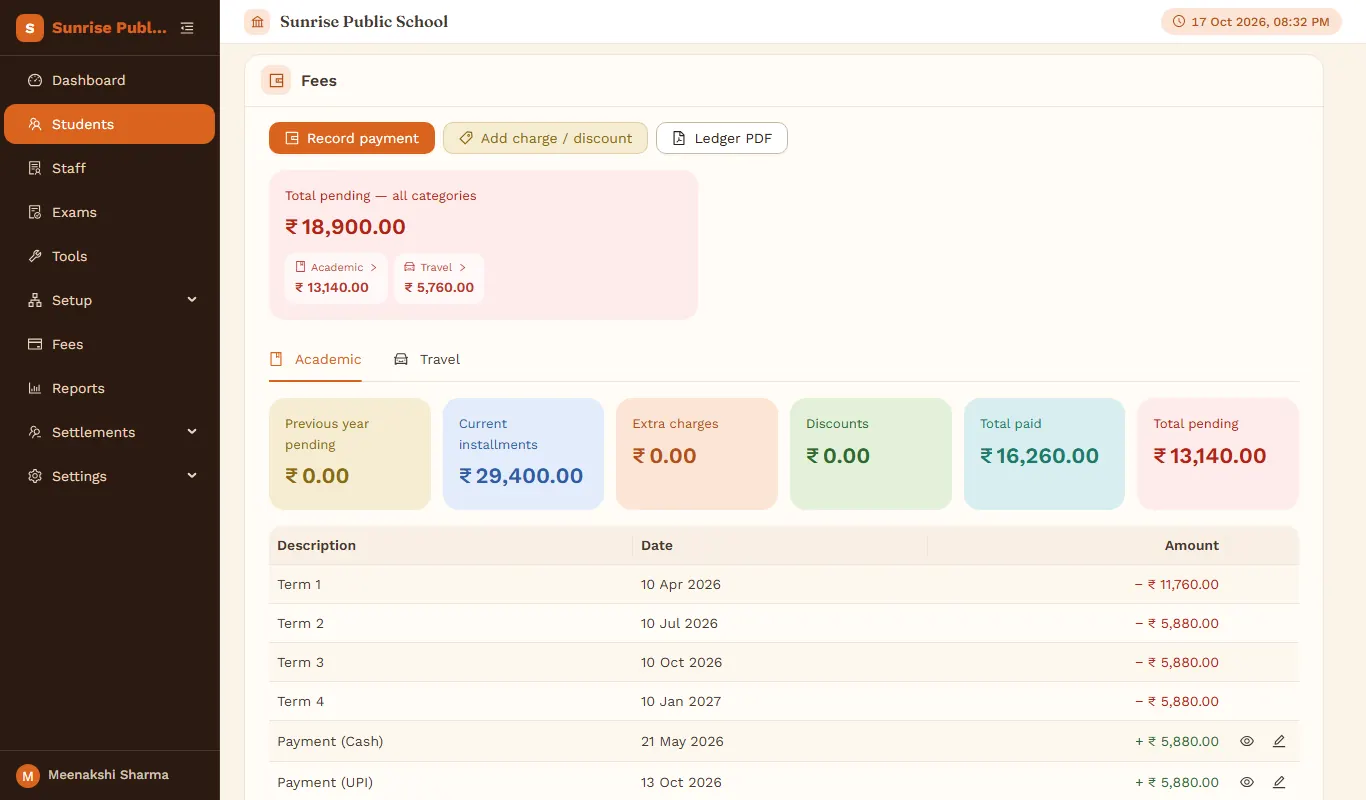 S Sunrise Publ...
Dashboard
Students
Staff
Exams
Tools
Setup
Fees
Reports
Settlements
Settings
M Meenakshi Sharma
Sunrise Public School
17 Oct 2026, 08:32 PM
Fees
Record payment Add charge / discount Ledger PDF
Total pending — all categories
₹ 18,900.00
Academic Travel
₹ 13,140.00 ₹ 5,760.00
Academic Travel
Previous year
pending
₹ 0.00
Current
installments
₹ 29,400.00
Extra charges
₹ 0.00
Discounts
₹ 0.00
Total paid
₹ 16,260.00
Total pending
₹ 13,140.00
Description Date Amount
Term 1 10 Apr 2026 − ₹ 11,760.00
Term 2 10 Jul 2026 − ₹ 5,880.00
Term 3 10 Oct 2026 − ₹ 5,880.00
Term 4 10 Jan 2027 − ₹ 5,880.00
Payment (Cash) 21 May 2026 + ₹ 5,880.00
Payment (UPI) 13 Oct 2026 + ₹ 5,880.00